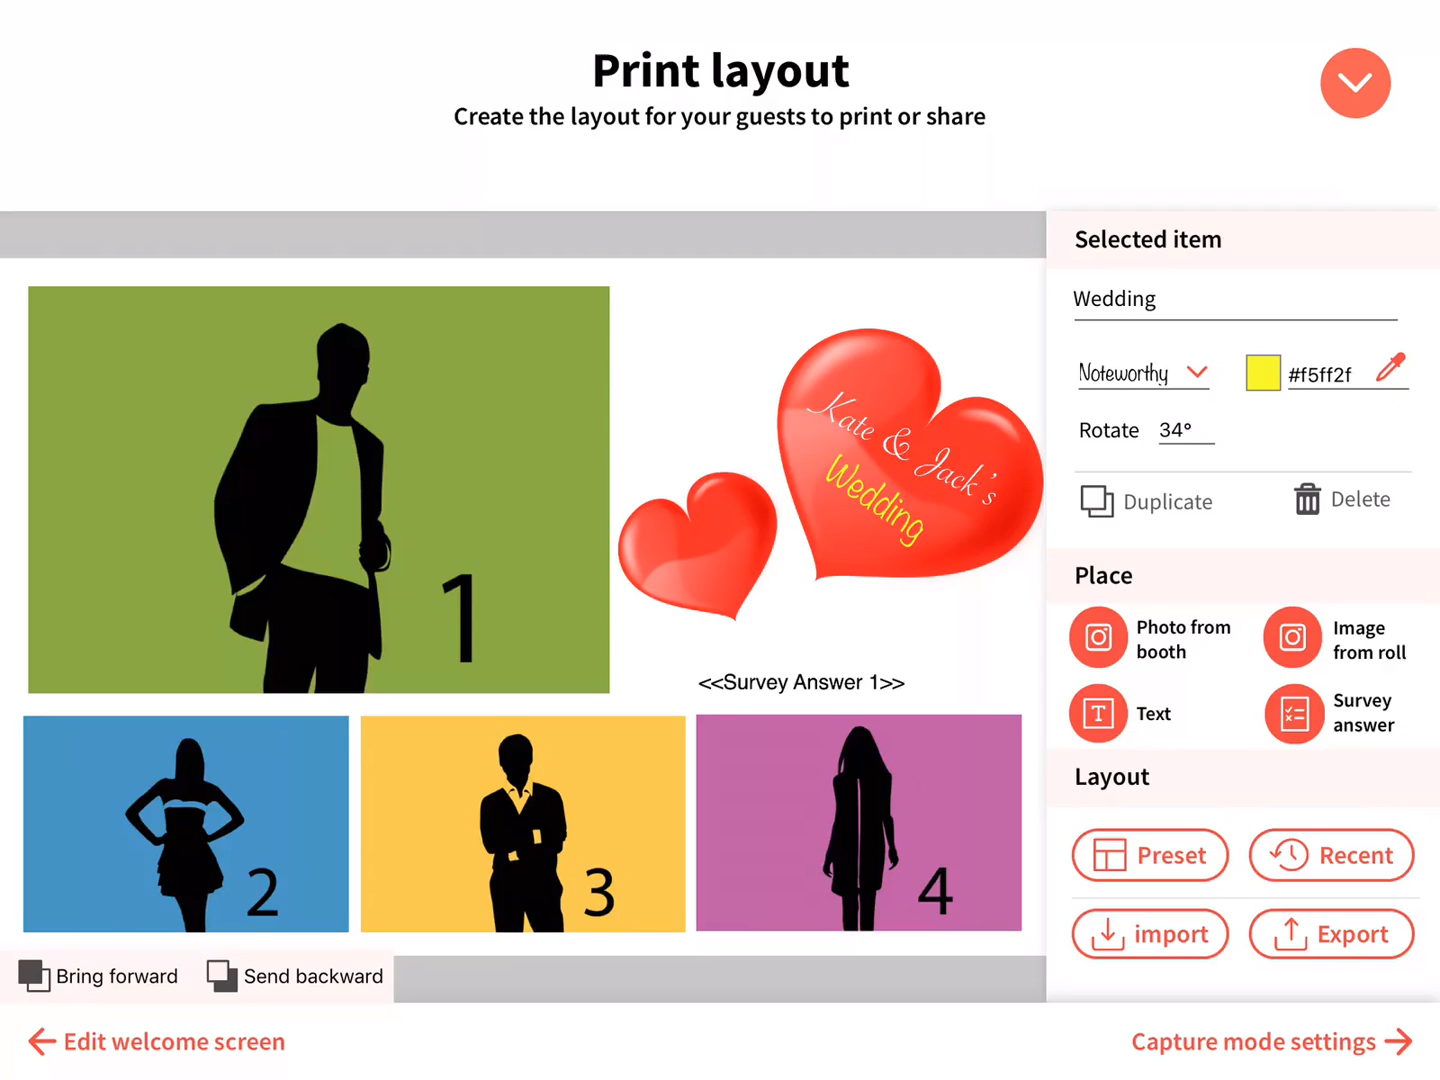 Print layout
Create the layout for your guests to print or share
Selected item
Wedding
Noteworthy
#f5ff2f
Rotate 34°
Duplicate
Delete
Place
Photo from
booth
Image
from roll
Text
Survey
answer
Layout
Preset
Recent
import
Export
1
Kate & Jack's
Wedding
<<Survey Answer 1>>
2
3
4
Bring forward
Send backward
Edit welcome screen
Capture mode settings